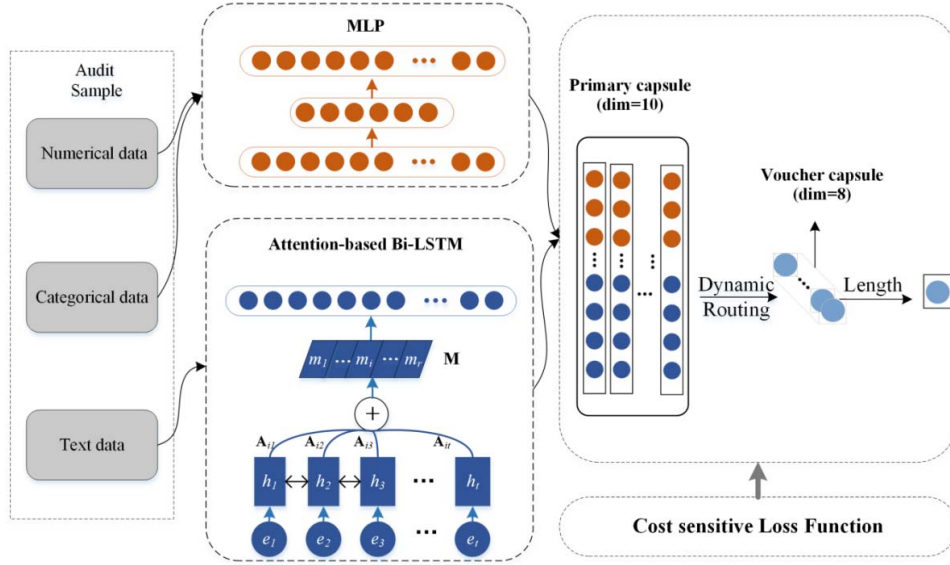 Audit
Sample
Numerical data
Categorical data
Text data
MLP
Attention-based Bi-LSTM
m1 ... mi ... mr
M
+
Ai1 Ai2 Ai3 Ait
h1 h2 h3 ... ht
e1 e2 e3 ... et
Primary capsule
(dim=10)
Dynamic
Routing
Voucher capsule
(dim=8)
Length
Cost sensitive Loss Function